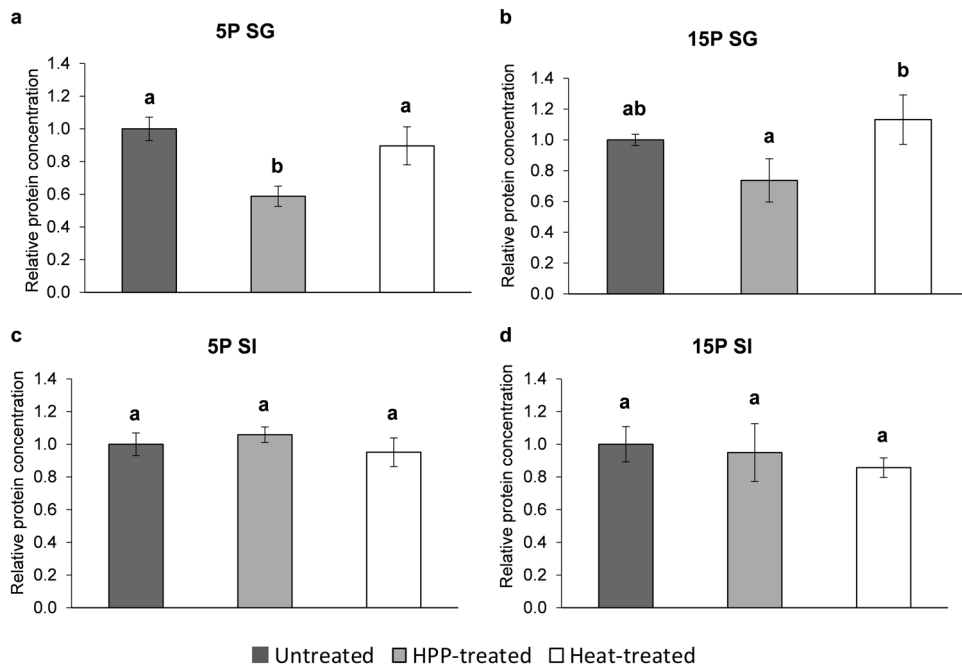 a
5P SG
Relative protein concentration
1.4
1.2
1.0
0.8
0.6
0.4
0.2
0.0
a
b
a
b
15P SG
Relative protein concentration
1.4
1.2
1.0
0.8
0.6
0.4
0.2
0.0
ab
a
b
c
5P SI
Relative protein concentration
1.4
1.2
1.0
0.8
0.6
0.4
0.2
0.0
a
a
a
d
15P SI
Relative protein concentration
1.4
1.2
1.0
0.8
0.6
0.4
0.2
0.0
a
a
a
Untreated HPP-treated Heat-treated